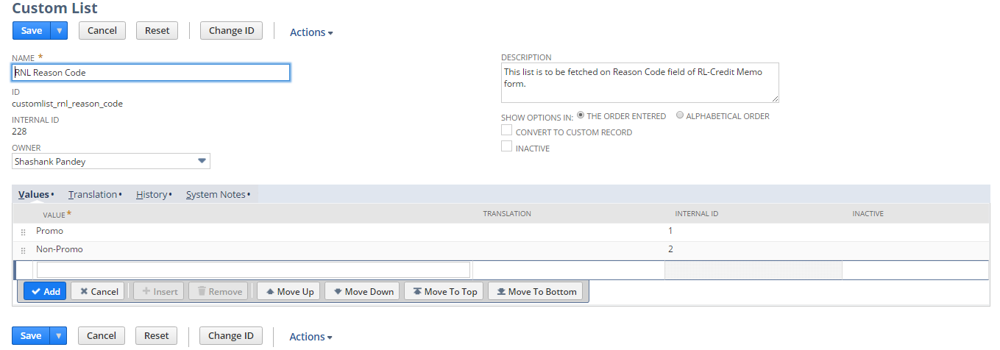 Custom List
Save Cancel Reset Change ID Actions
NAME *
RNL Reason Code
ID
customlist_rnl_reason_code
INTERNAL ID
228
OWNER
Shashank Pandey
DESCRIPTION
This list is to be fetched on Reason Code field of RL-Credit Memo
form.
SHOW OPTIONS IN: THE ORDER ENTERED ALPHABETICAL ORDER
CONVERT TO CUSTOM RECORD
INACTIVE
Values • Translation • History • System Notes •
VALUE * TRANSLATION INTERNAL ID INACTIVE
Promo 1
Non-Promo 2
Add Cancel Insert Remove Move Up Move Down Move To Top Move To Bottom
Save Cancel Reset Change ID Actions